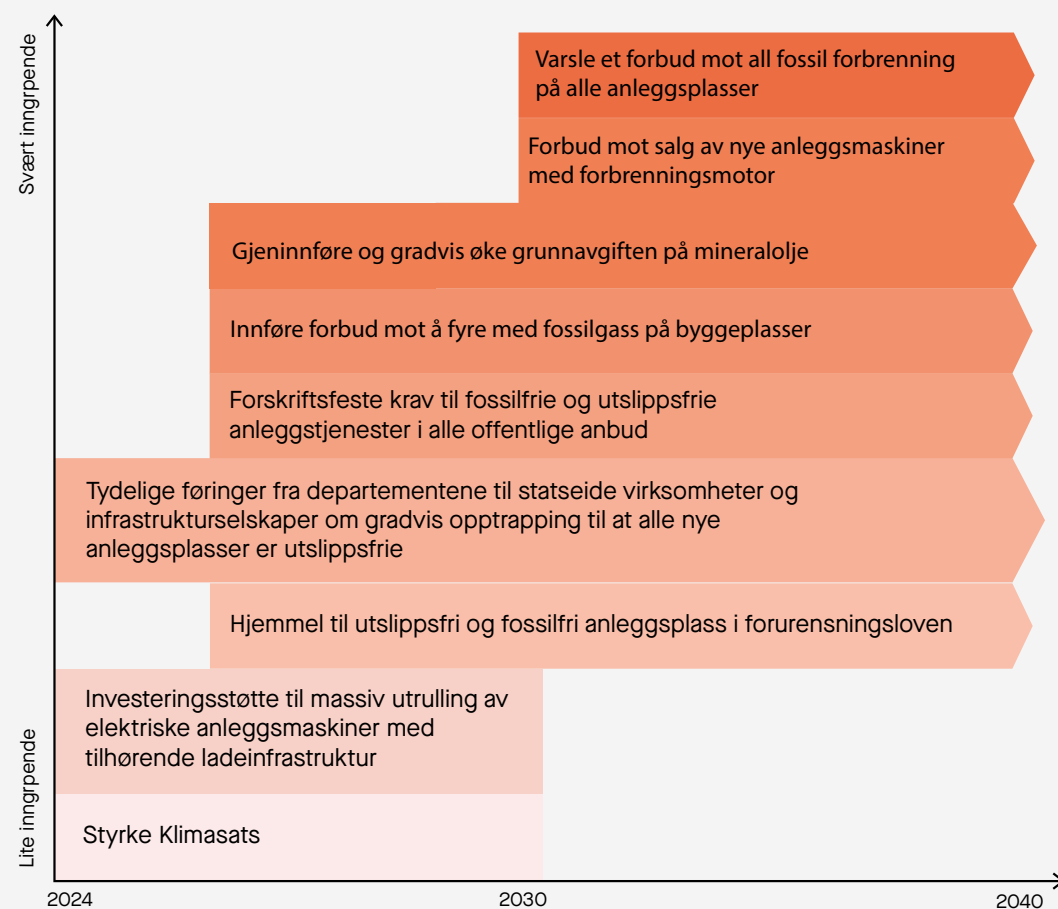 Svært inngrpende
Varsle et forbud mot all fossil forbrenning
på alle anleggsplasser
Forbud mot salg av nye anleggsmaskiner
med forbrenningsmotor
Gjeninnføre og gradvis øke grunnavgiften på mineralolje
Innføre forbud mot å fyre med fossilgass på byggeplasser
Forskriftsfeste krav til fossilfrie og utslippsfrie
anleggstjenester i alle offentlige anbud
Tydelige føringer fra departementene til statseide virksomheter og
infrastrukturselskaper om gradvis opptrapping til at alle nye
anleggsplasser er utslippsfrie
Hjemmel til utslippsfri og fossilfri anleggsplass i forurensningsloven
Investeringsstøtte til massiv utrulling av
elektriske anleggsmaskiner med
tilhørende ladeinfrastruktur
Lite inngrpende
Styrke Klimasats
2024
2030
2040